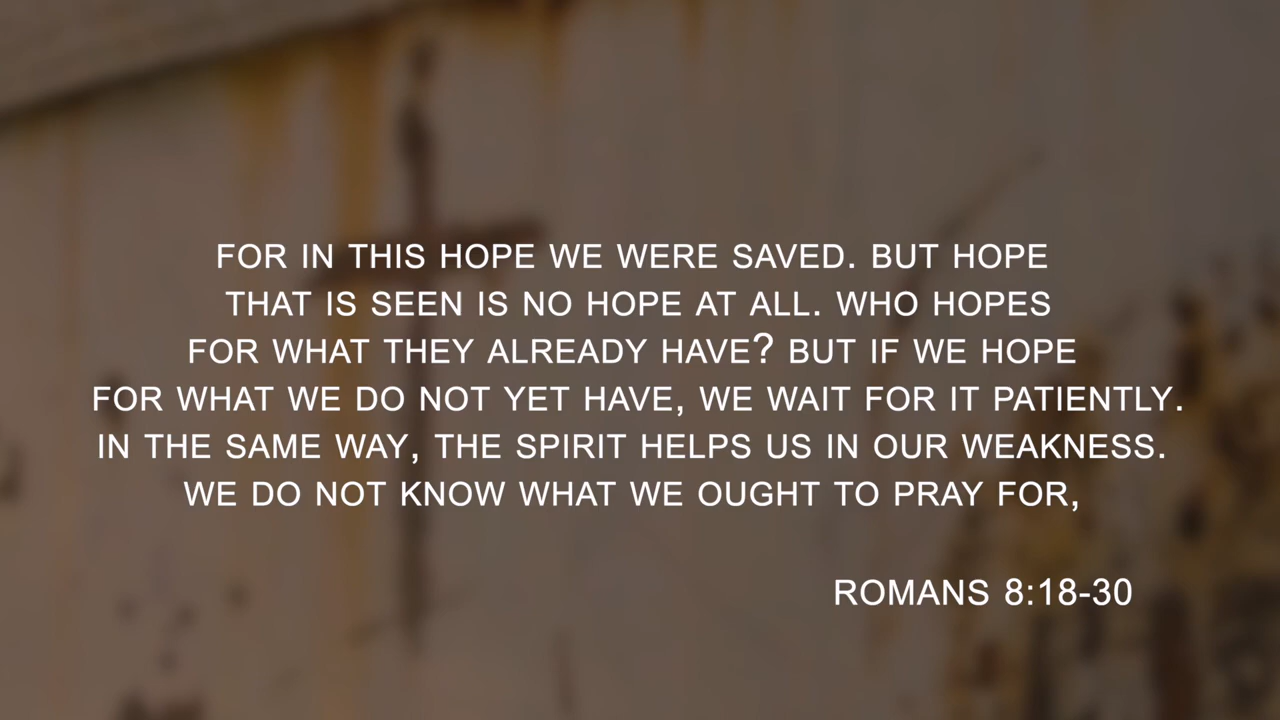 FOR IN THIS HOPE WE WERE SAVED. BUT HOPE
THAT IS SEEN IS NO HOPE AT ALL. WHO HOPES
FOR WHAT THEY ALREADY HAVE? BUT IF WE HOPE
FOR WHAT WE DO NOT YET HAVE, WE WAIT FOR IT PATIENTLY.
IN THE SAME WAY, THE SPIRIT HELPS US IN OUR WEAKNESS.
WE DO NOT KNOW WHAT WE OUGHT TO PRAY FOR,
ROMANS 8:18-30